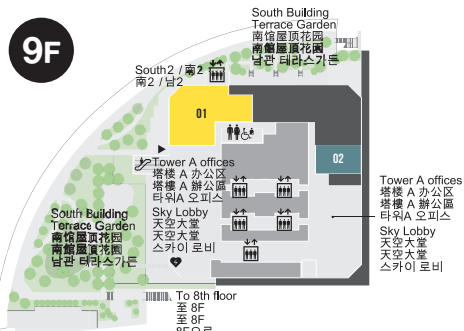 9F
South Building
Terrace Garden
南馆屋顶花园
南館屋頂花園
남관 테라스가든
South2 / 南2
南2 / 남2
01
02
Tower A offices
塔楼 A 办公区
塔樓 A 辦公區
타워A 오피스
Sky Lobby
天空大堂
天空大堂
스카이 로비
Tower A offices
塔楼 A 办公区
塔樓 A 辦公區
타워A 오피스
Sky Lobby
天空大堂
天空大堂
스카이 로비
South Building
Terrace Garden
南馆屋顶花园
南館屋頂花園
남관 테라스가든
To 8th floor
至 8F
至 8F
8F으로